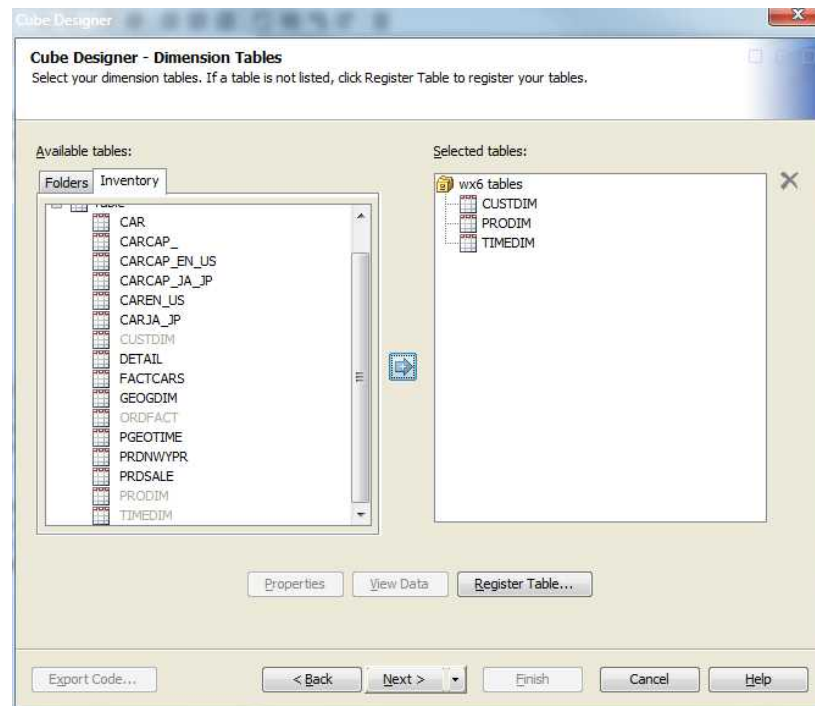 Cube Designer
Cube Designer - Dimension Tables
Select your dimension tables. If a table is not listed, click Register Table to register your tables.
Available tables:
Selected tables:
Folders
Inventory
Table
CAR
CARCAP_
CARCAP_EN_US
CARCAP_JA_JP
CAREN_US
CARJA_JP
CUSTDIM
DETAIL
FACTCARS
GEOGDIM
ORDFACT
PGEOTIME
PRDNWYPR
PRDSALE
PRODIM
TIMEDIM
wx6 tables
CUSTDIM
PRODIM
TIMEDIM
Properties
View Data
Register Table...
Export Code...
< Back
Next >
Finish
Cancel
Help